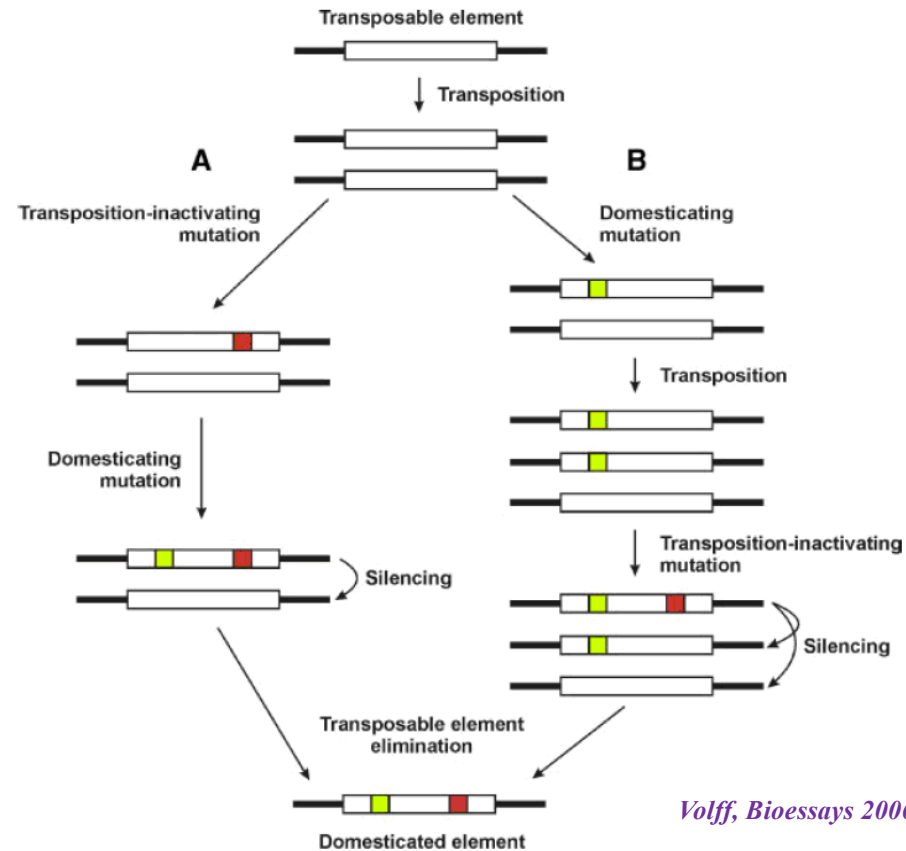 Transposable element
Transposition
A
B
Transposition-inactivating
mutation
Domesticating
mutation
Transposition
Domesticating
mutation
Transposition-inactivating
mutation
Silencing
Silencing
Transposable element
elimination
Volff, Bioessays 200
Domesticated element